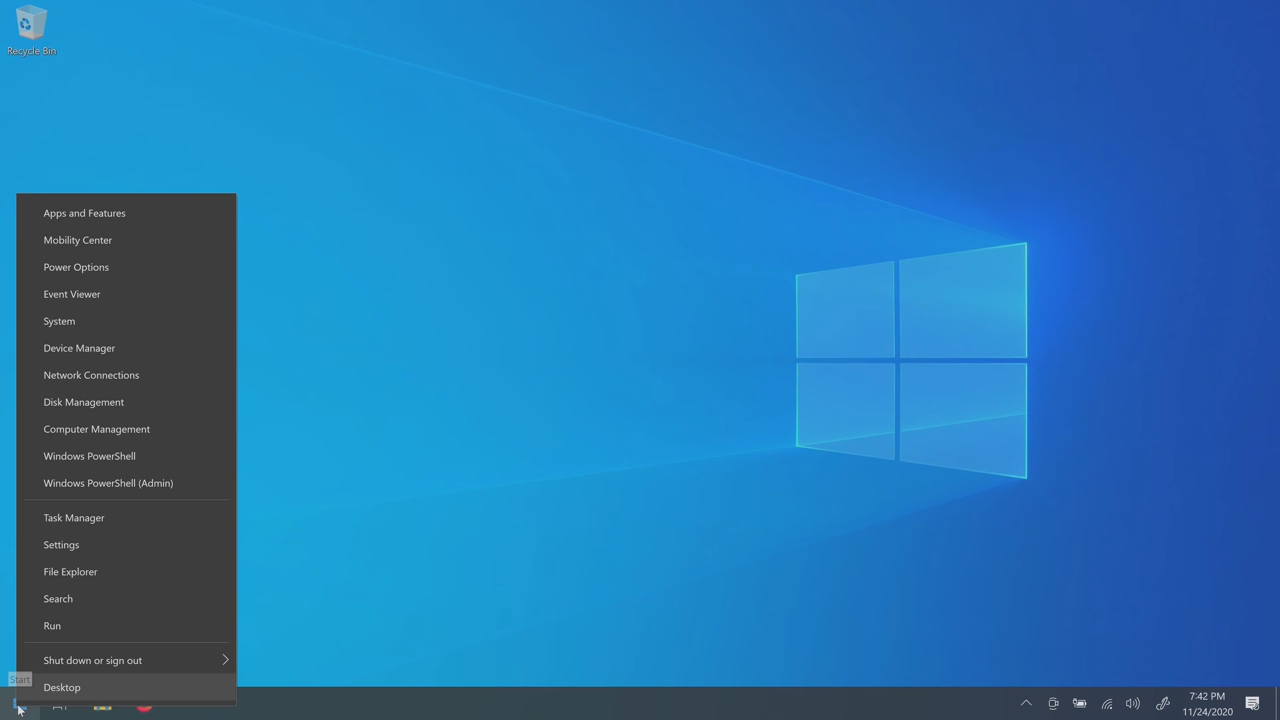 Recycle Bin
Apps and Features
Mobility Center
Power Options
Event Viewer
System
Device Manager
Network Connections
Disk Management
Computer Management
Windows PowerShell
Windows PowerShell (Admin)
Task Manager
Settings
File Explorer
Search
Run
Shut down or sign out
Start
Desktop
7:42 PM
11/24/2020